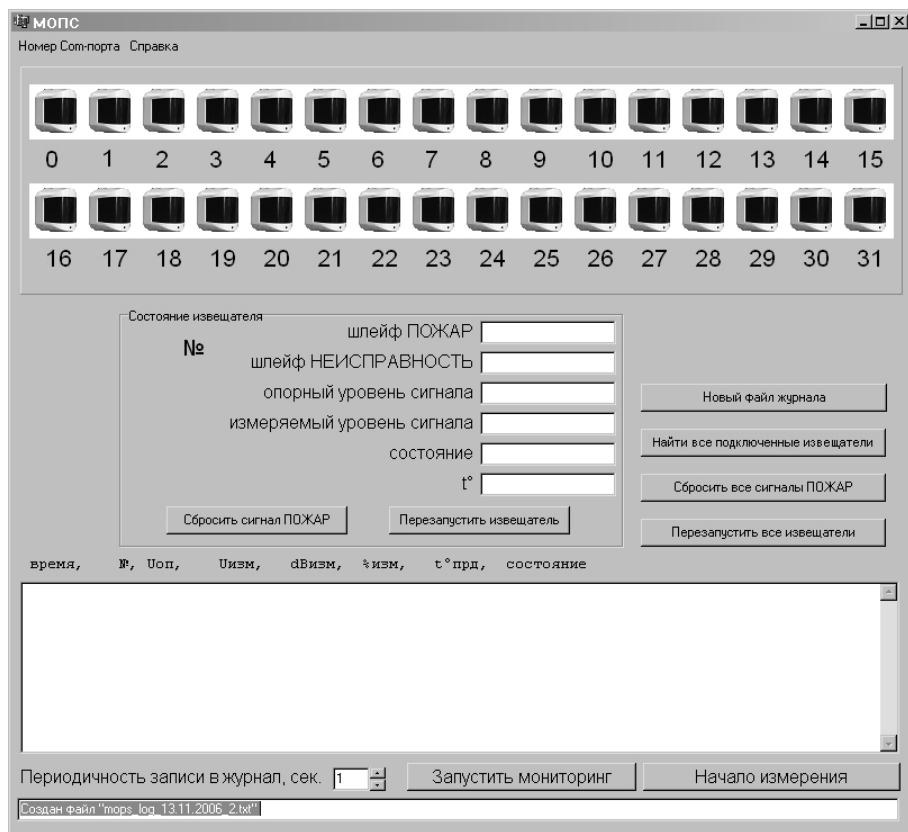 МОПС
Номер Com-порта Справка
0 1 2 3 4 5 6 7 8 9 10 11 12 13 14 15
16 17 18 19 20 21 22 23 24 25 26 27 28 29 30 31
Состояние извещателя
№
шлейф ПОЖАР
шлейф НЕИСПРАВНОСТЬ
опорный уровень сигнала
измеряемый уровень сигнала
состояние
t°
Сбросить сигнал ПОЖАР
Перезапустить извещатель
Новый файл журнала
Найти все подключенные извещатели
Сбросить все сигналы ПОЖАР
Перезапустить все извещатели
время, №, Uоп, Uизм, dBизм, %изм, t°прд, состояние
Периодичность записи в журнал, сек. 1 Запустить мониторинг Начало измерения
Создан файл "mops_log_13.11.2006_2.txt"